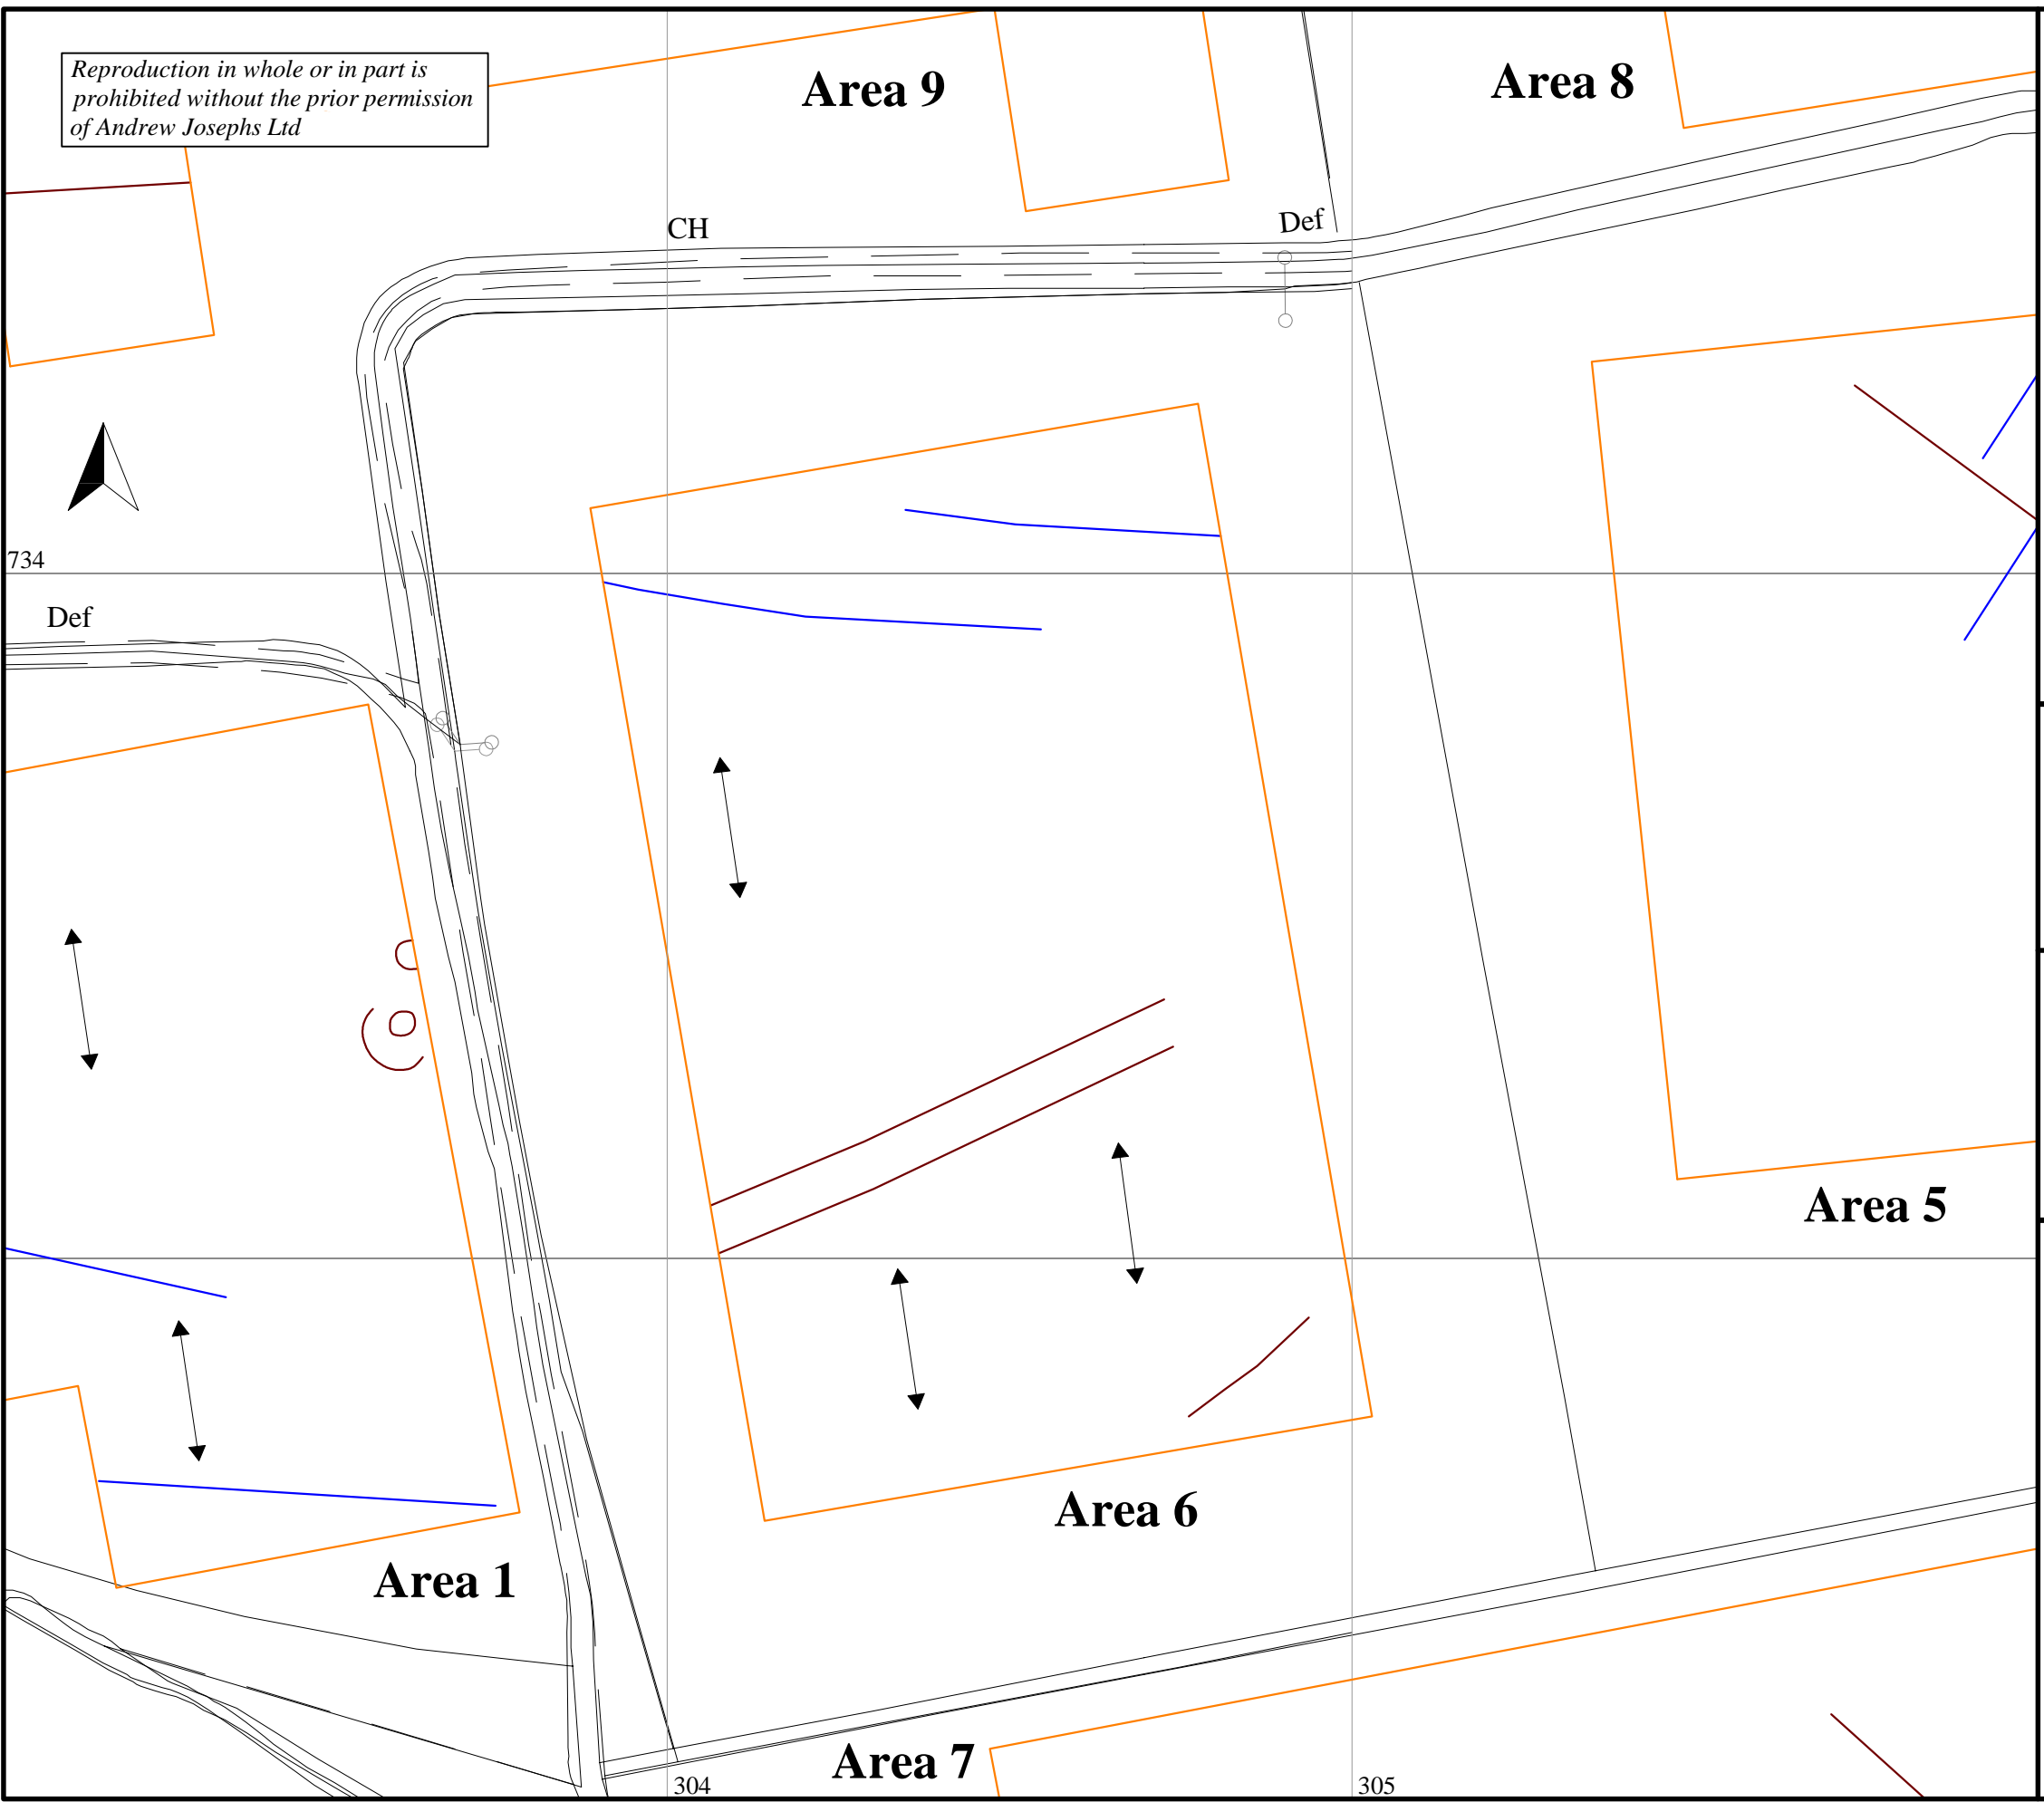 Reproduction in whole or in part is
prohibited without the prior permission
of Andrew Josephs Ltd
Area 9
Area 8
CH
Def
734
Def
Area 5
Area 6
Area 1
Area 7
304
305